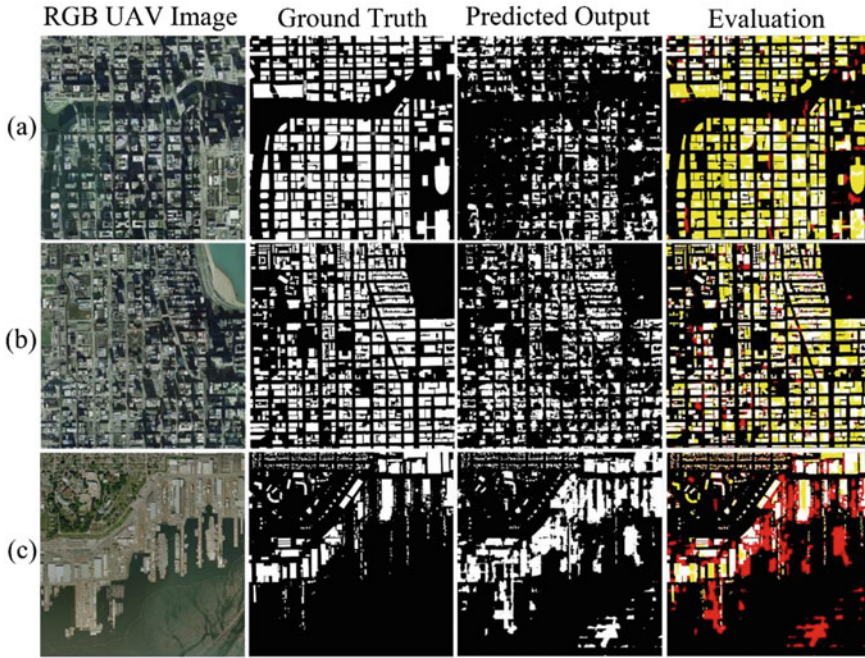 RGB UAV Image Ground Truth Predicted Output Evaluation
(a)
(b)
(c)